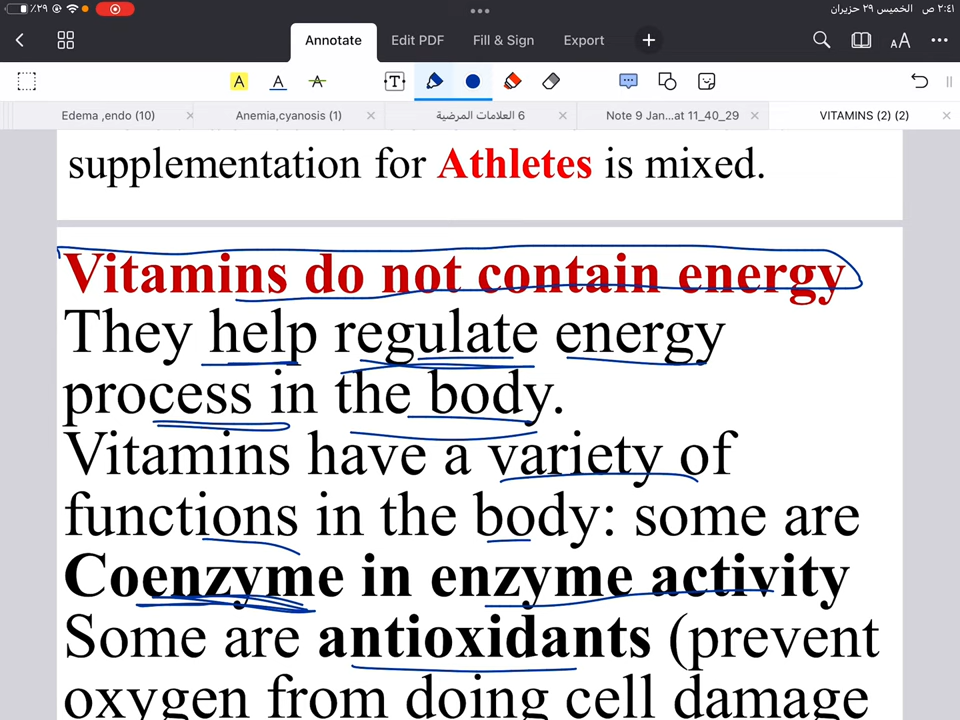 ٢:٤١ ص الخميس ٢٩ حزيران
٢٩٪
Annotate Edit PDF Fill & Sign Export
AA
A A A T
Edema ,endo (10) Anemia,cyanosis (1) 6 العلامات المرضية Note 9 Jan...at 11_40_29 VITAMINS (2) (2)
supplementation for Athletes is mixed.
Vitamins do not contain energy
They help regulate energy
process in the body.
Vitamins have a variety of
functions in the body: some are
Coenzyme in enzyme activity
Some are antioxidants (prevent
oxygen from doing cell damage